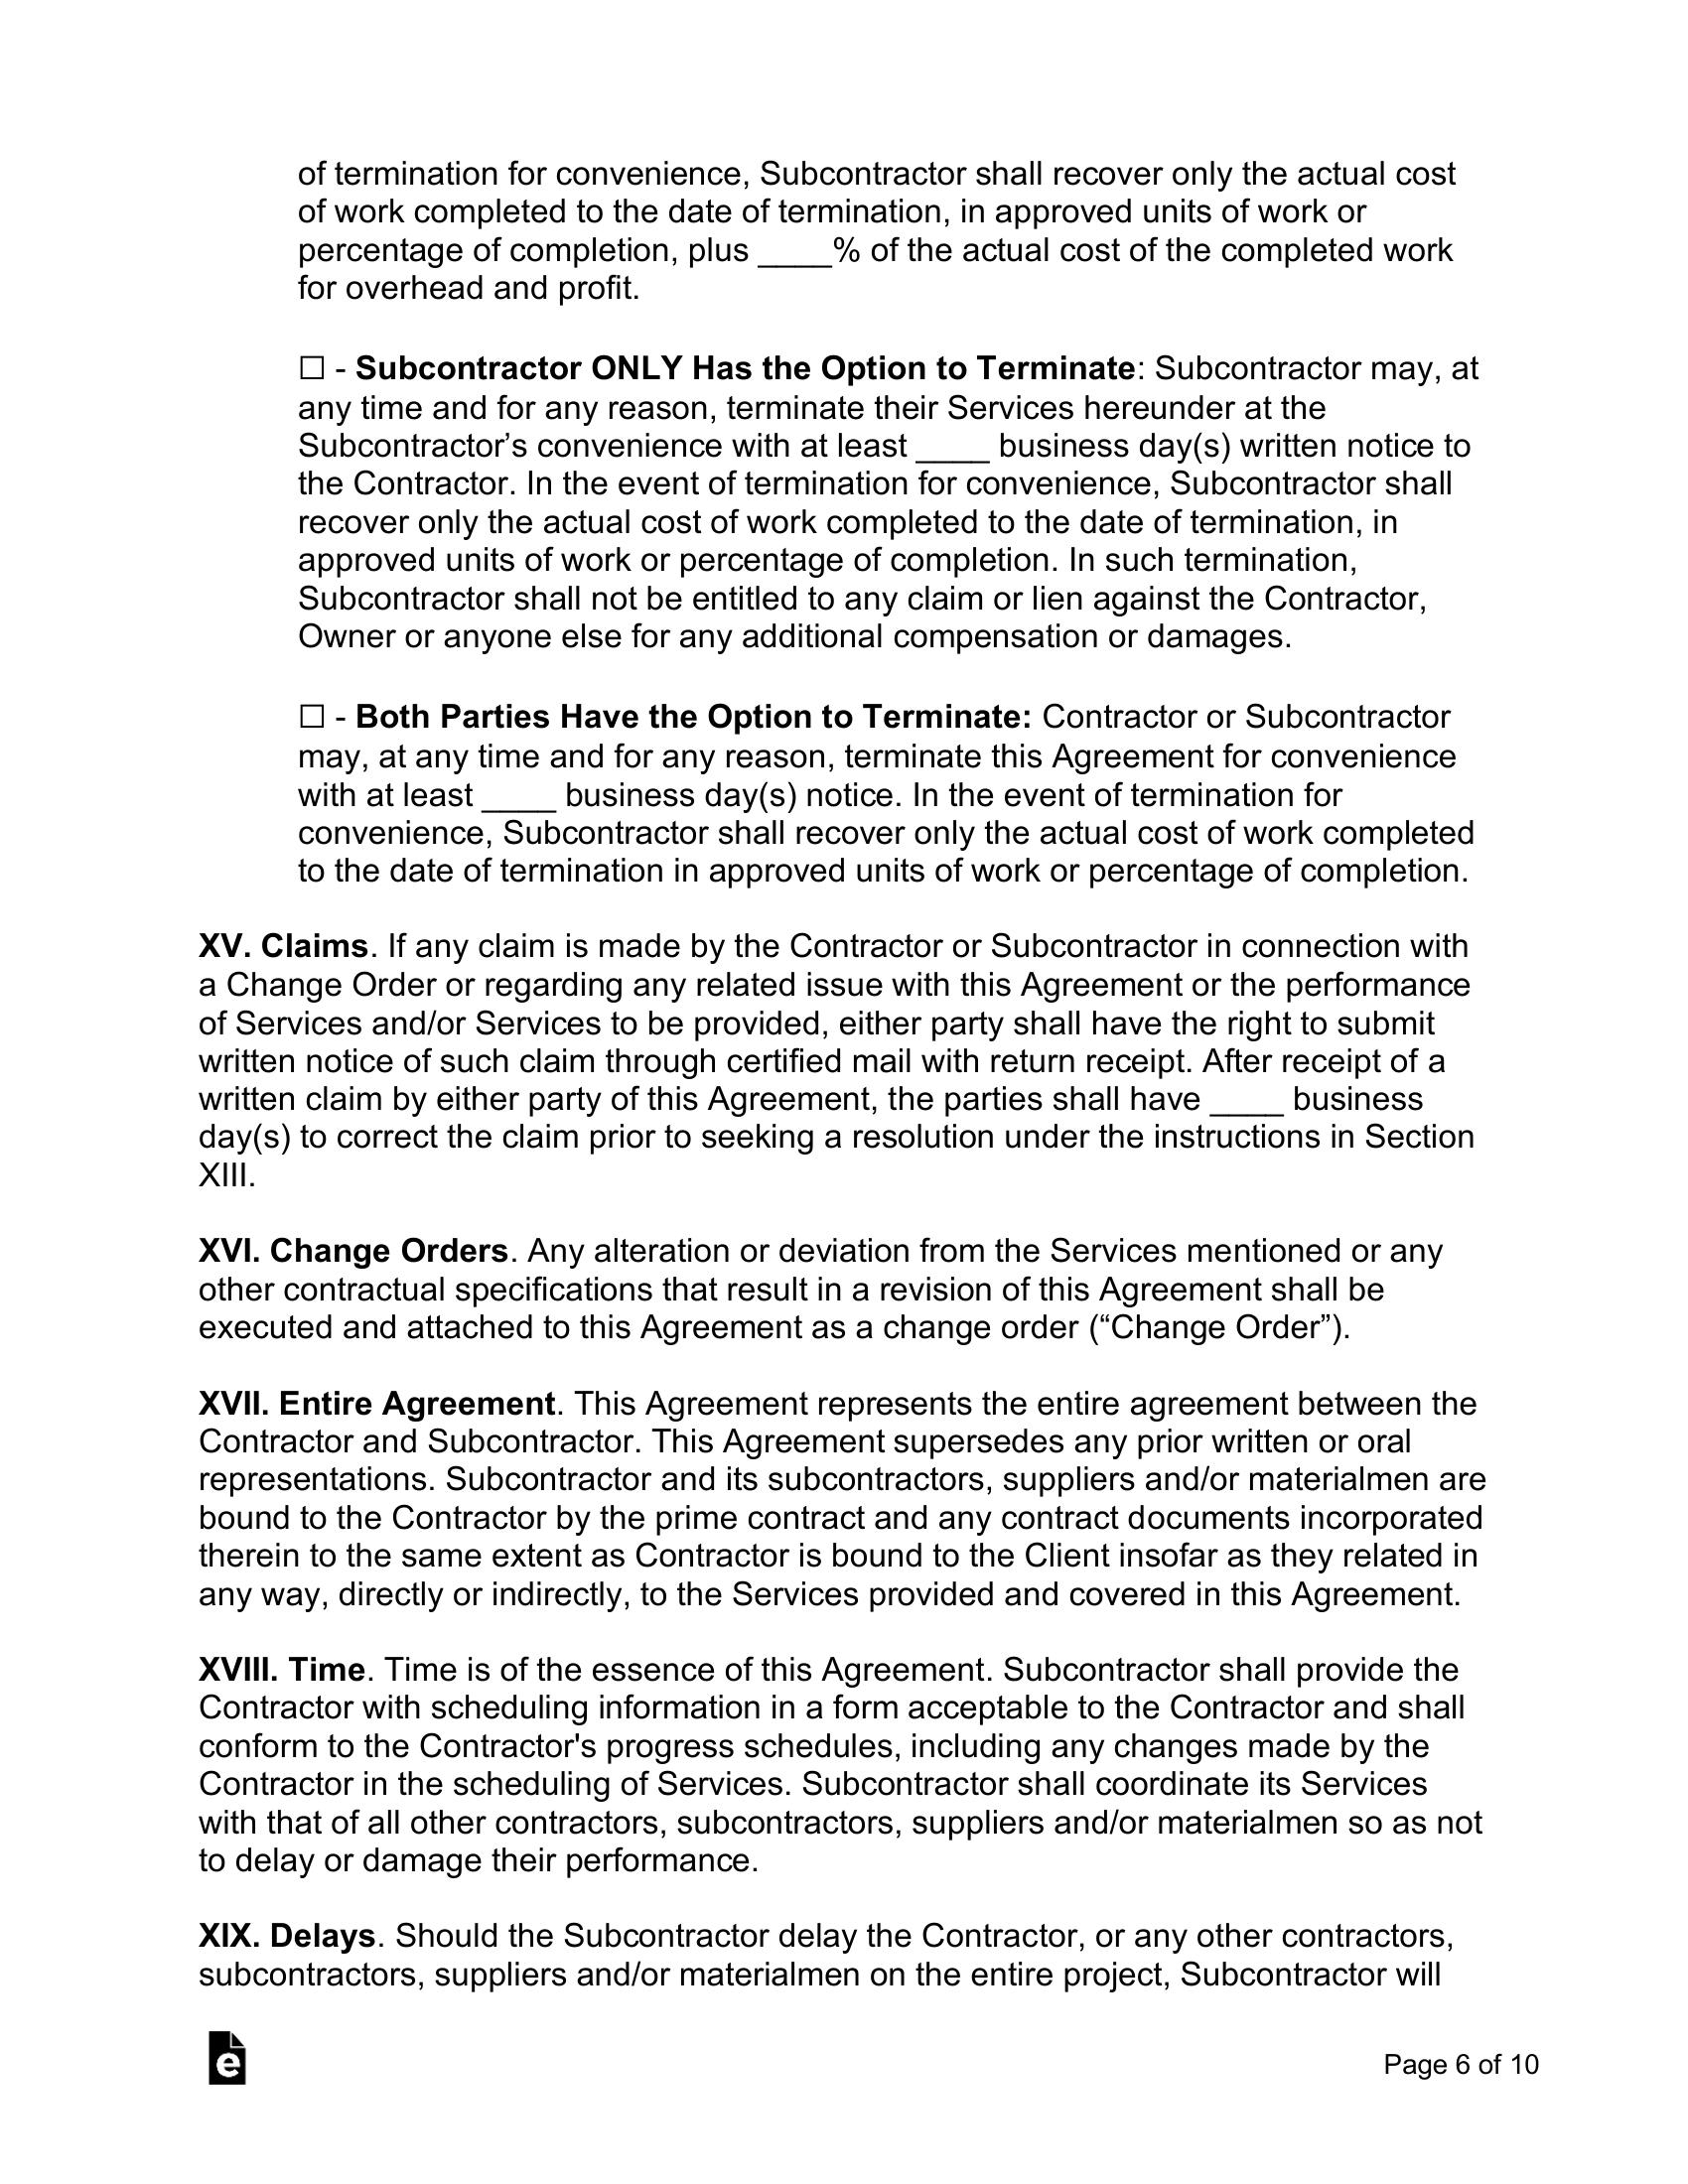 of termination for convenience, Subcontractor shall recover only the actual cost
of work completed to the date of termination, in approved units of work or
percentage of completion, plus ____% of the actual cost of the completed work
for overhead and profit.
☐ - Subcontractor ONLY Has the Option to Terminate: Subcontractor may, at
any time and for any reason, terminate their Services hereunder at the
Subcontractor’s convenience with at least ____ business day(s) written notice to
the Contractor. In the event of termination for convenience, Subcontractor shall
recover only the actual cost of work completed to the date of termination, in
approved units of work or percentage of completion. In such termination,
Subcontractor shall not be entitled to any claim or lien against the Contractor,
Owner or anyone else for any additional compensation or damages.
☐ - Both Parties Have the Option to Terminate: Contractor or Subcontractor
may, at any time and for any reason, terminate this Agreement for convenience
with at least ____ business day(s) notice. In the event of termination for
convenience, Subcontractor shall recover only the actual cost of work completed
to the date of termination in approved units of work or percentage of completion.
XV. Claims. If any claim is made by the Contractor or Subcontractor in connection with
a Change Order or regarding any related issue with this Agreement or the performance
of Services and/or Services to be provided, either party shall have the right to submit
written notice of such claim through certified mail with return receipt. After receipt of a
written claim by either party of this Agreement, the parties shall have ____ business
day(s) to correct the claim prior to seeking a resolution under the instructions in Section
XIII.
XVI. Change Orders. Any alteration or deviation from the Services mentioned or any
other contractual specifications that result in a revision of this Agreement shall be
executed and attached to this Agreement as a change order (“Change Order”).
XVII. Entire Agreement. This Agreement represents the entire agreement between the
Contractor and Subcontractor. This Agreement supersedes any prior written or oral
representations. Subcontractor and its subcontractors, suppliers and/or materialmen are
bound to the Contractor by the prime contract and any contract documents incorporated
therein to the same extent as Contractor is bound to the Client insofar as they related in
any way, directly or indirectly, to the Services provided and covered in this Agreement.
XVIII. Time. Time is of the essence of this Agreement. Subcontractor shall provide the
Contractor with scheduling information in a form acceptable to the Contractor and shall
conform to the Contractor's progress schedules, including any changes made by the
Contractor in the scheduling of Services. Subcontractor shall coordinate its Services
with that of all other contractors, subcontractors, suppliers and/or materialmen so as not
to delay or damage their performance.
XIX. Delays. Should the Subcontractor delay the Contractor, or any other contractors,
subcontractors, suppliers and/or materialmen on the entire project, Subcontractor will
e
Page 6 of 10